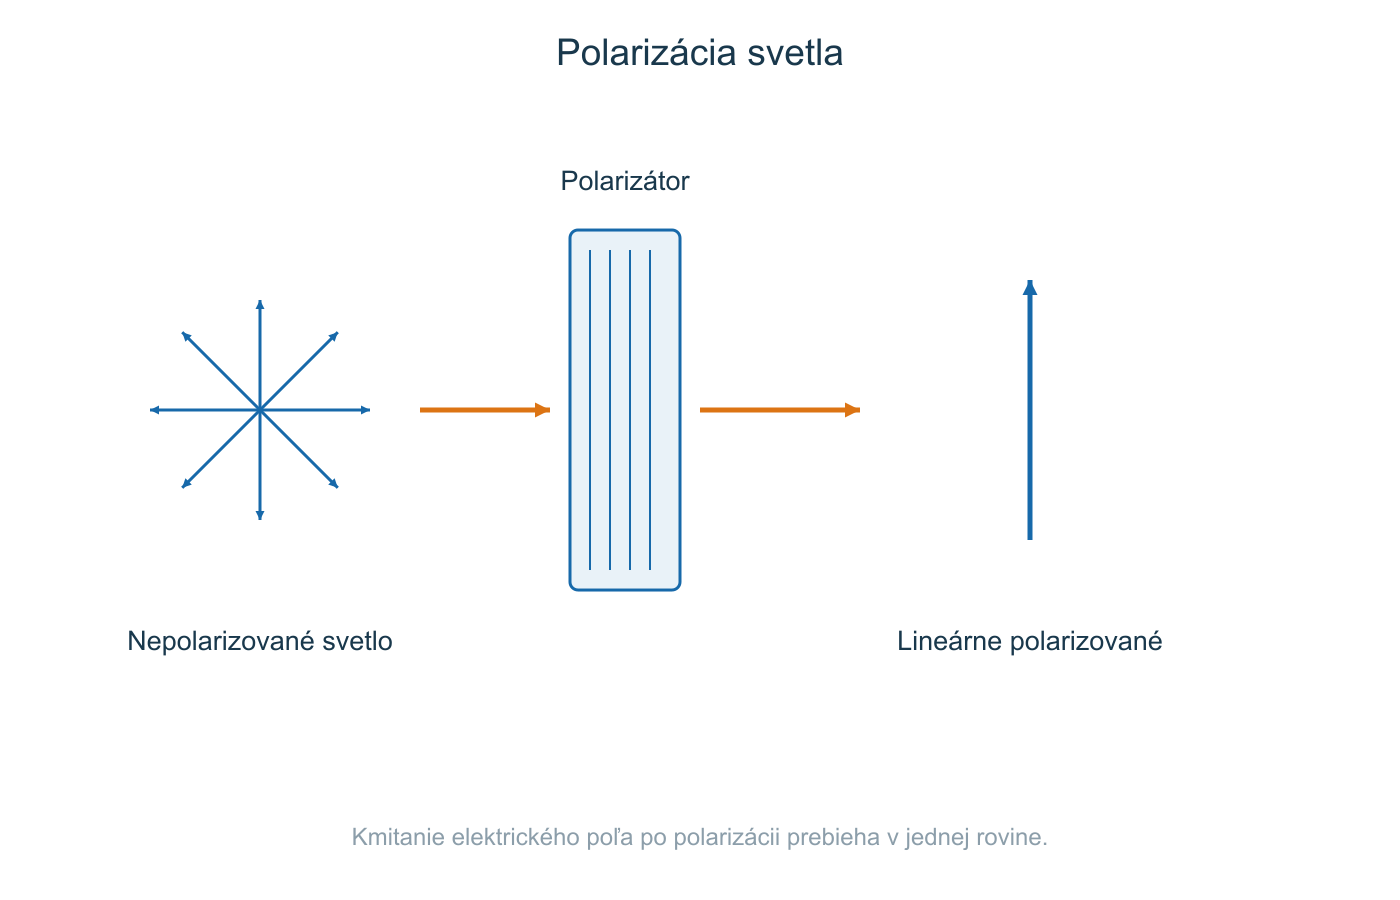 Polarizácia svetla
Polarizátor
Nepolarizované svetlo
Lineárne polarizované
Kmitanie elektrického poľa po polarizácii prebieha v jednej rovine.